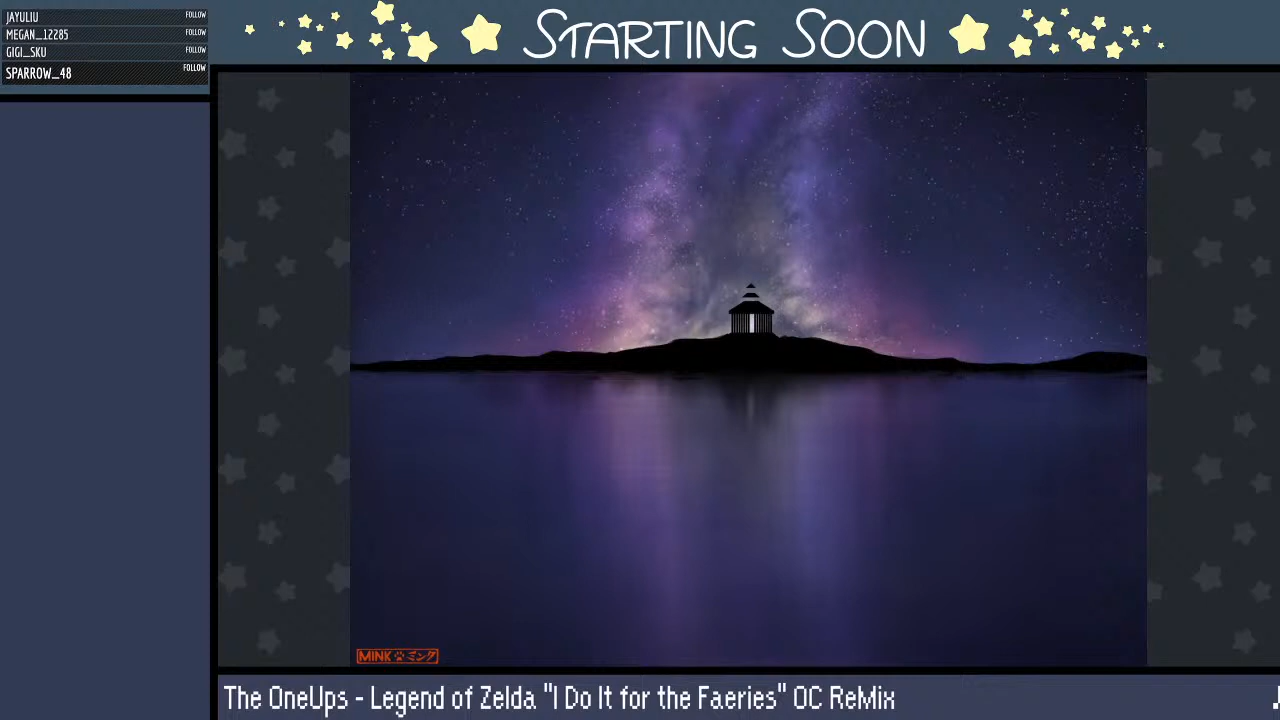 JAYULIU FOLLOW
MEGAN_12285 FOLLOW
GIGI_SKU FOLLOW
SPARROW_48 FOLLOW
STARTING SOON
MINK ミンク
The OneUps - Legend of Zelda "I Do It for the Faeries" OC ReMix